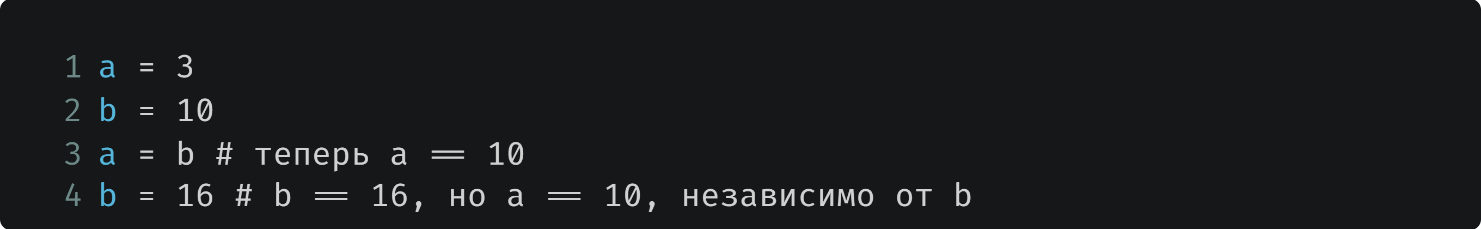 1 a = 3
2 b = 10
3 a = b # теперь a == 10
4 b = 16 # b == 16, но a == 10, независимо от b